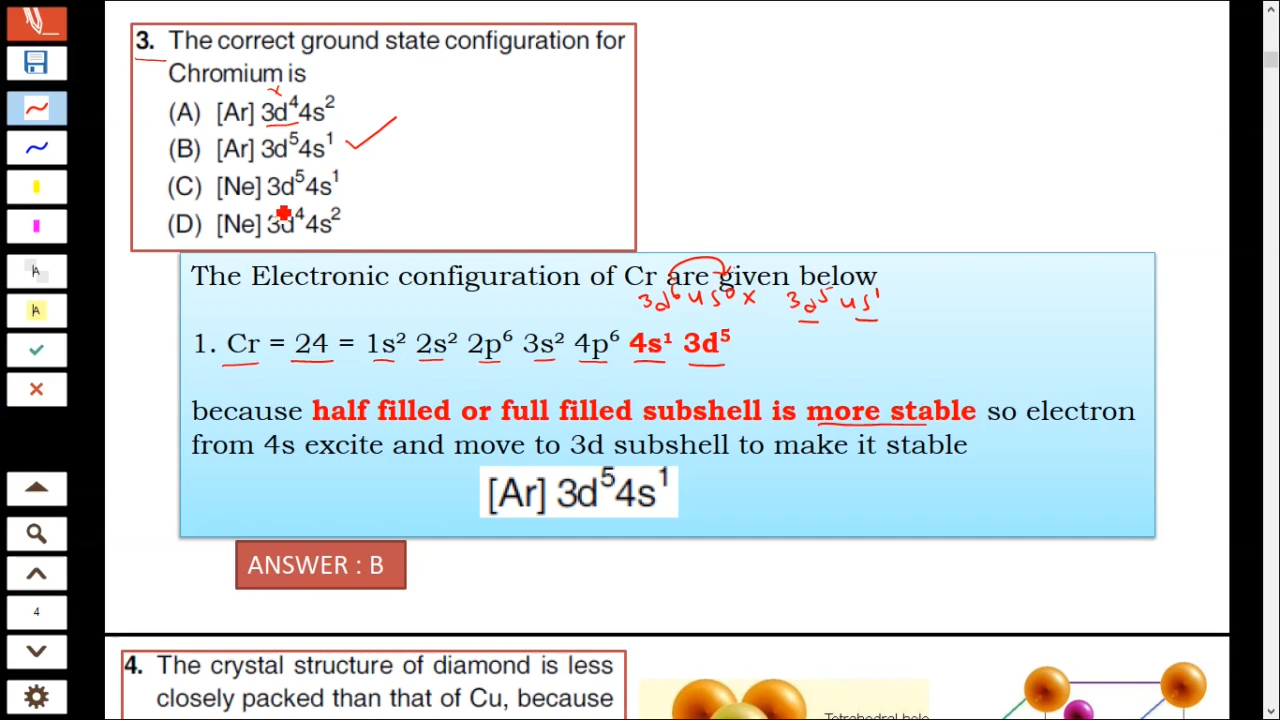 3. The correct ground state configuration for
Chromium is
(A) [Ar] 3d⁴4s²
(B) [Ar] 3d⁵4s¹
(C) [Ne] 3d⁵4s¹
(D) [Ne] 3d⁴4s²
The Electronic configuration of Cr are given below
3d⁶ 4s⁰ × 3d⁵ 4s¹
1. Cr = 24 = 1s² 2s² 2p⁶ 3s² 4p⁶ 4s¹ 3d⁵
because half filled or full filled subshell is more stable so electron
from 4s excite and move to 3d subshell to make it stable
[Ar] 3d⁵4s¹
ANSWER : B
4
4. The crystal structure of diamond is less
closely packed than that of Cu, because
Tetrahedral hole